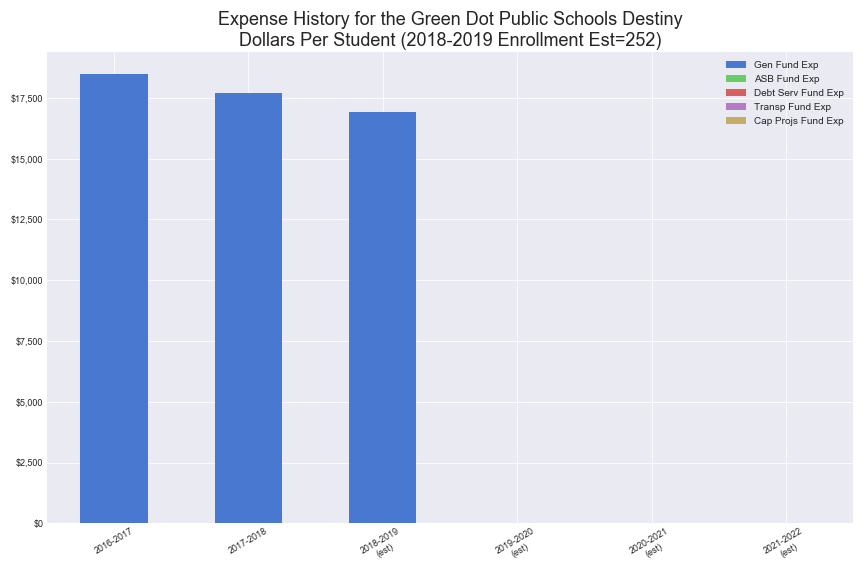 Expense History for the Green Dot Public Schools Destiny
Dollars Per Student (2018-2019 Enrollment Est=252)
Gen Fund Exp
ASB Fund Exp
Debt Serv Fund Exp
Transp Fund Exp
Cap Projs Fund Exp
$17,500
$15,000
$12,500
$10,000
$7,500
$5,000
$2,500
$0
2016-2017
2017-2018
2018-2019
(est)
2019-2020
(est)
2020-2021
(est)
2021-2022
(est)